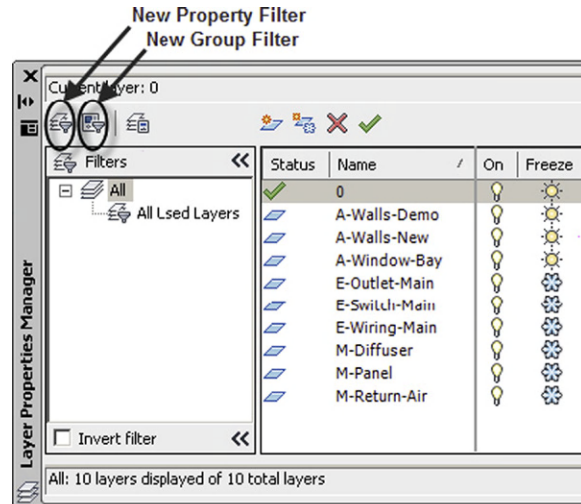 New Property Filter
New Group Filter
Current layer: 0
Filters
Status Name / On Freeze
All
0
All Used Layers
A-Walls-Demo
A-Walls-New
A-Window-Bay
E-Outlet-Main
E-Switch-Main
E-Wiring-Main
M-Diffuser
M-Panel
M-Return-Air
Invert filter
Layer Properties Manager
All: 10 layers displayed of 10 total layers